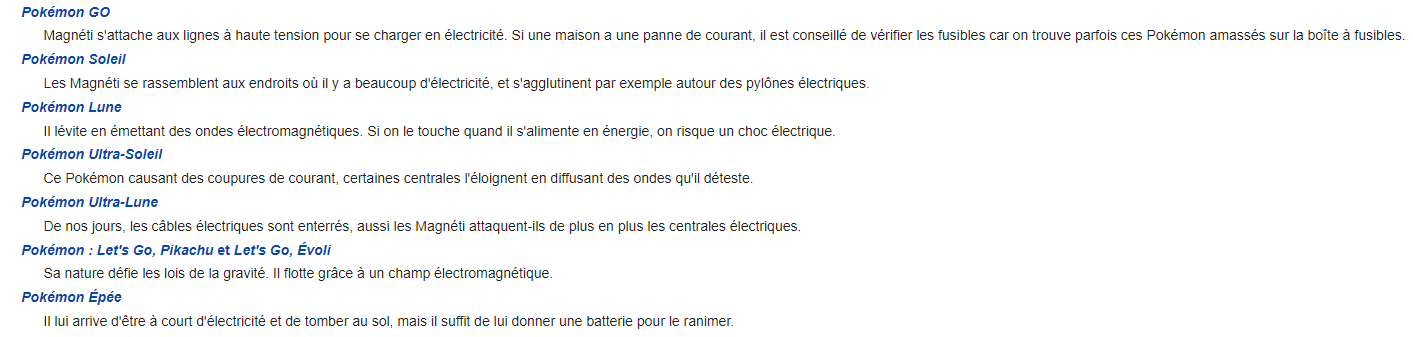 Pokémon GO
Magnéti s'attache aux lignes à haute tension pour se charger en électricité. Si une maison a une panne de courant, il est conseillé de vérifier les fusibles car on trouve parfois ces Pokémon amassés sur la boîte à fusibles.
Pokémon Soleil
Les Magnéti se rassemblent aux endroits où il y a beaucoup d'électricité, et s'agglutinent par exemple autour des pylônes électriques.
Pokémon Lune
Il lévite en émettant des ondes électromagnétiques. Si on le touche quand il s'alimente en énergie, on risque un choc électrique.
Pokémon Ultra-Soleil
Ce Pokémon causant des coupures de courant, certaines centrales l'éloignent en diffusant des ondes qu'il déteste.
Pokémon Ultra-Lune
De nos jours, les câbles électriques sont enterrés, aussi les Magnéti attaquent-ils de plus en plus les centrales électriques.
Pokémon : Let's Go, Pikachu et Let's Go, Évoli
Sa nature défie les lois de la gravité. Il flotte grâce à un champ électromagnétique.
Pokémon Épée
Il lui arrive d'être à court d'électricité et de tomber au sol, mais il suffit de lui donner une batterie pour le ranimer.